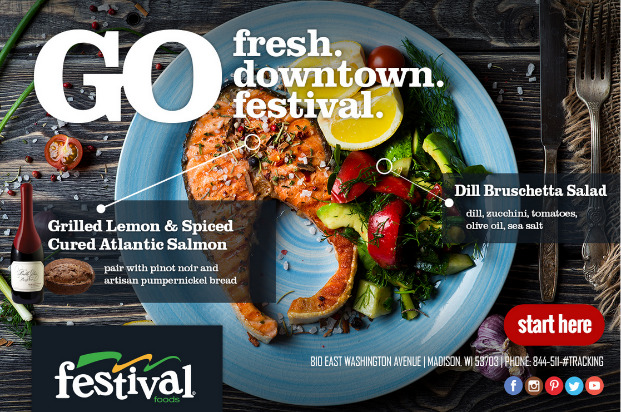 GO fresh.
downtown.
festival.
Dill Bruschetta Salad
dill, zucchini, tomatoes,
olive oil, sea salt
Grilled Lemon & Spiced
Cured Atlantic Salmon
pair with pinot noir and
artisan pumpernickel bread
start here
810 EAST WASHINGTON AVENUE | MADISON, WI 53703 | PHONE: 844-511-#TRACKING
festival
foods